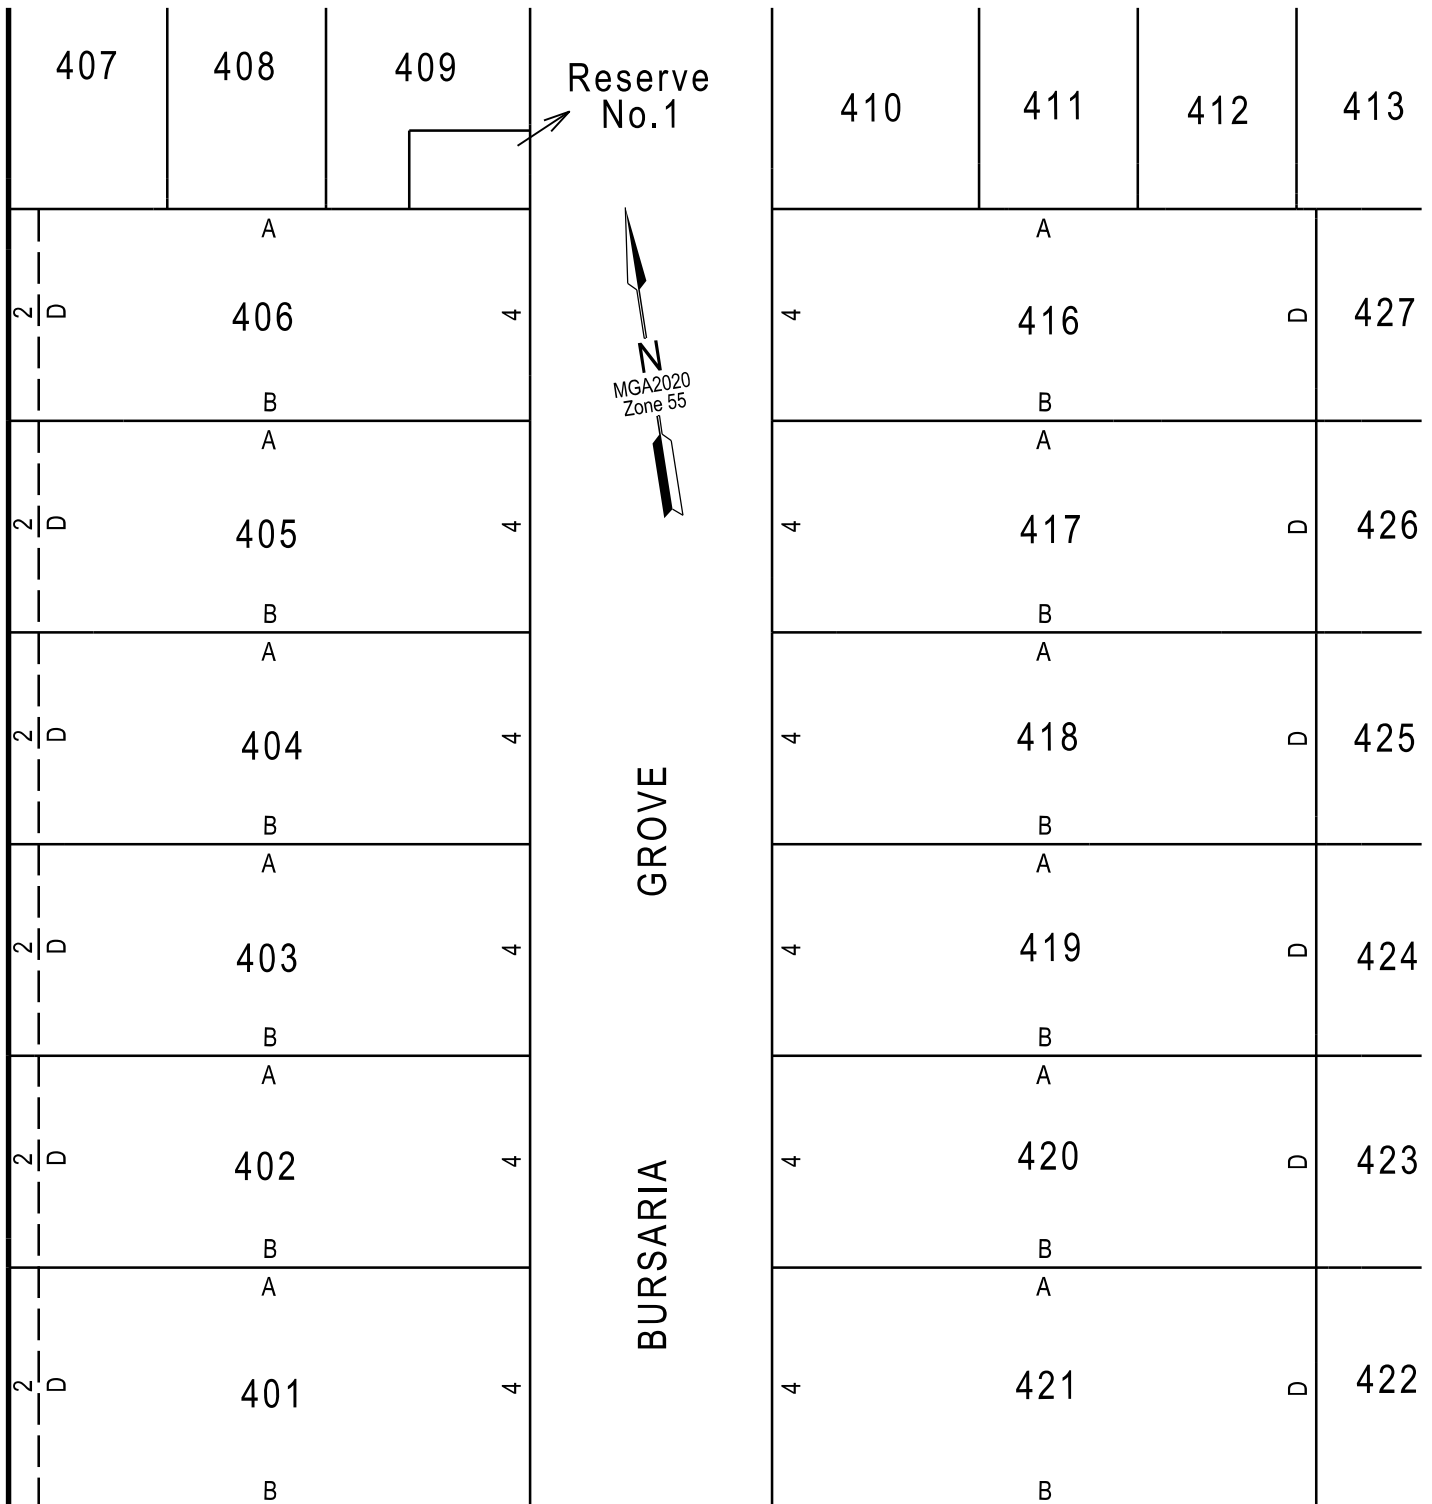 407 408 409
Reserve
No.1
410 411 412 413
A A
2 D 406 4 4 416 D 427
N
MGA2020
Zone 55
B B
A A
2 D 405 4 4 417 D 426
B B
A A
2 D 404 4 4 418 D 425
B B
GROVE
A A
2 D 403 4 4 419 D 424
B B
A A
2 D 402 4 4 420 D 423
B B
BURSARIA
A A
2 D 401 4 4 421 D 422
B B